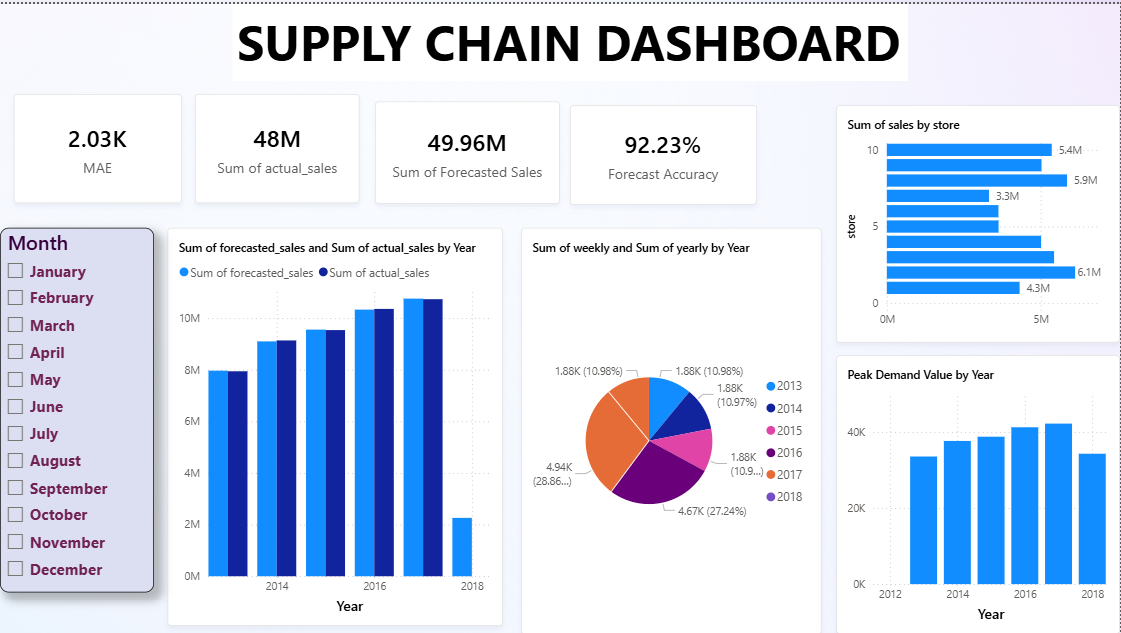 SUPPLY CHAIN DASHBOARD
2.03K
MAE
48M
Sum of actual_sales
49.96M
Sum of Forecasted Sales
92.23%
Forecast Accuracy
Month
January
February
March
April
May
June
July
August
September
October
November
December
Sum of forecasted_sales and Sum of actual_sales by Year
Sum of forecasted_sales
Sum of actual_sales
10M
8M
6M
4M
2M
0M
2014
2016
2018
Year
Sum of weekly and Sum of yearly by Year
1.88K (10.98%)
1.88K (10.98%)
1.88K
(10.97%)
1.88K
(10.9...)
4.67K (27.24%)
4.94K
(28.86...)
2013
2014
2015
2016
2017
2018
Sum of sales by store
store
10
5
0
5.4M
5.9M
3.3M
6.1M
4.3M
0M
5M
Peak Demand Value by Year
40K
20K
0K
2012
2014
2016
2018
Year